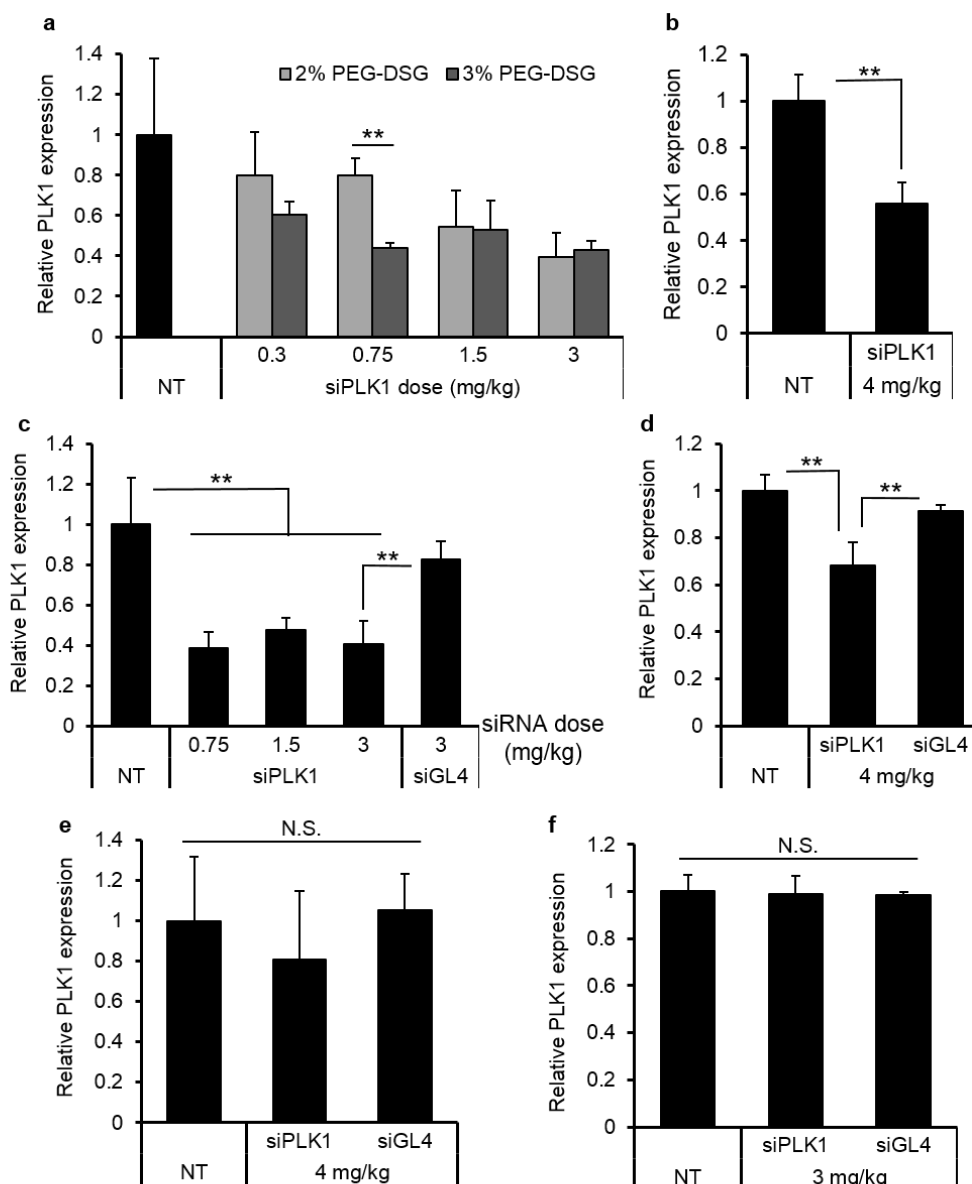 a
1.4
1.2
1
0.8
0.6
0.4
0.2
0
Relative PLK1 expression
2% PEG-DSG
3% PEG-DSG
**
0.3 0.75 1.5 3
NT siPLK1 dose (mg/kg)
b
1.2
1
0.8
0.6
0.4
0.2
0
Relative PLK1 expression
**
siPLK1
NT 4 mg/kg
c
1.4
1.2
1
0.8
0.6
0.4
0.2
0
Relative PLK1 expression
**
**
0.75 1.5 3 3
siRNA dose
(mg/kg)
NT siPLK1 siGL4
d
1.2
1
0.8
0.6
0.4
0.2
0
Relative PLK1 expression
**
**
siPLK1 siGL4
NT 4 mg/kg
e
1.4
1.2
1
0.8
0.6
0.4
0.2
0
Relative PLK1 expression
N.S.
siPLK1 siGL4
NT 4 mg/kg
f
1.2
1
0.8
0.6
0.4
0.2
0
Relative PLK1 expression
N.S.
siPLK1 siGL4
NT 3 mg/kg